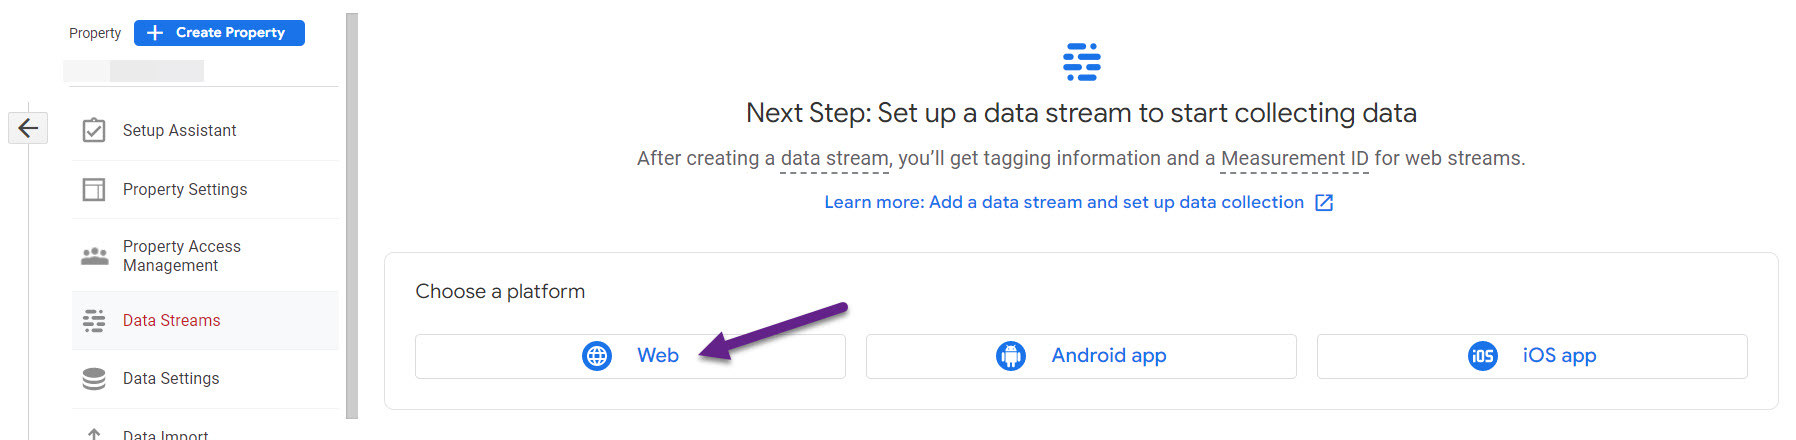 Property
Create Property
Setup Assistant
Property Settings
Property Access
Management
Data Streams
Data Settings
Data Import
Next Step: Set up a data stream to start collecting data
After creating a data stream, you'll get tagging information and a Measurement ID for web streams.
Learn more: Add a data stream and set up data collection
Choose a platform
Web
Android app
iOS
iOS app